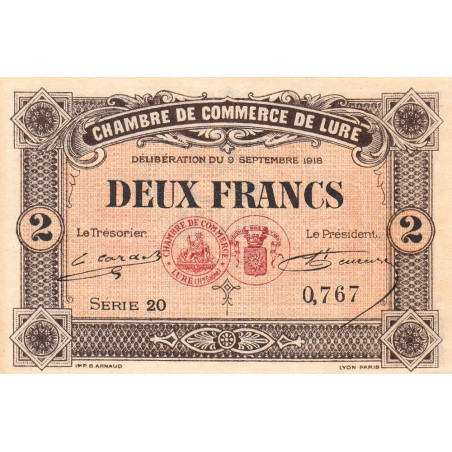 CHAMBRE DE COMMERCE DE LURE
DÉLIBÉRATION DU 9 SEPTEMBRE 1918
DEUX FRANCS
2 2
Le Trésorier. Le Président.
CHAMBRE DE COMMERCE
LURE
SÉRIE 20 0,767
IMP. B. ARNAUD LYON PARIS